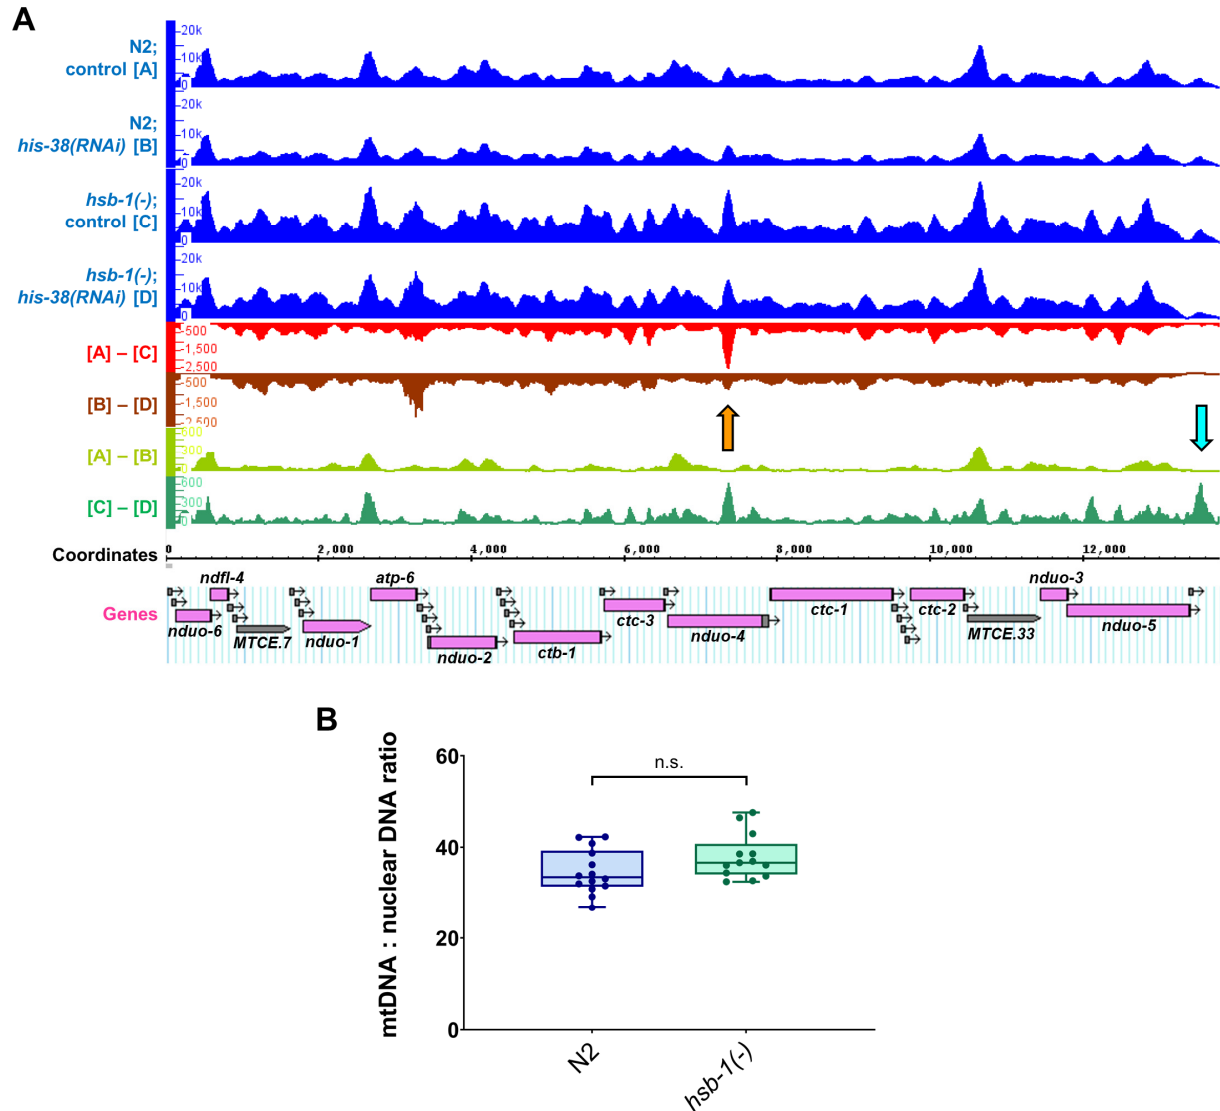 A
N2;
control [A]
20k
10k
0
N2;
his-38(RNAi) [B]
20k
10k
0
hsb-1(-);
control [C]
20k
10k
0
hsb-1(-);
his-38(RNAi) [D]
20k
10k
0
[A] – [C]
-500
-1,500
-2,500
[B] – [D]
-500
-1,500
-2,500
[A] – [B]
600
300
0
[C] – [D]
600
300
0
Coordinates
0 2,000 4,000 6,000 8,000 10,000 12,000
Genes
ndfl-4 atp-6 nduo-3
nduo-6 MTCE.7 nduo-1 nduo-2 ctb-1 ctc-3 nduo-4 ctc-1 ctc-2 MTCE.33 nduo-5
B
mtDNA : nuclear DNA ratio
60
40
20
0
n.s.
N2
hsb-1(-)